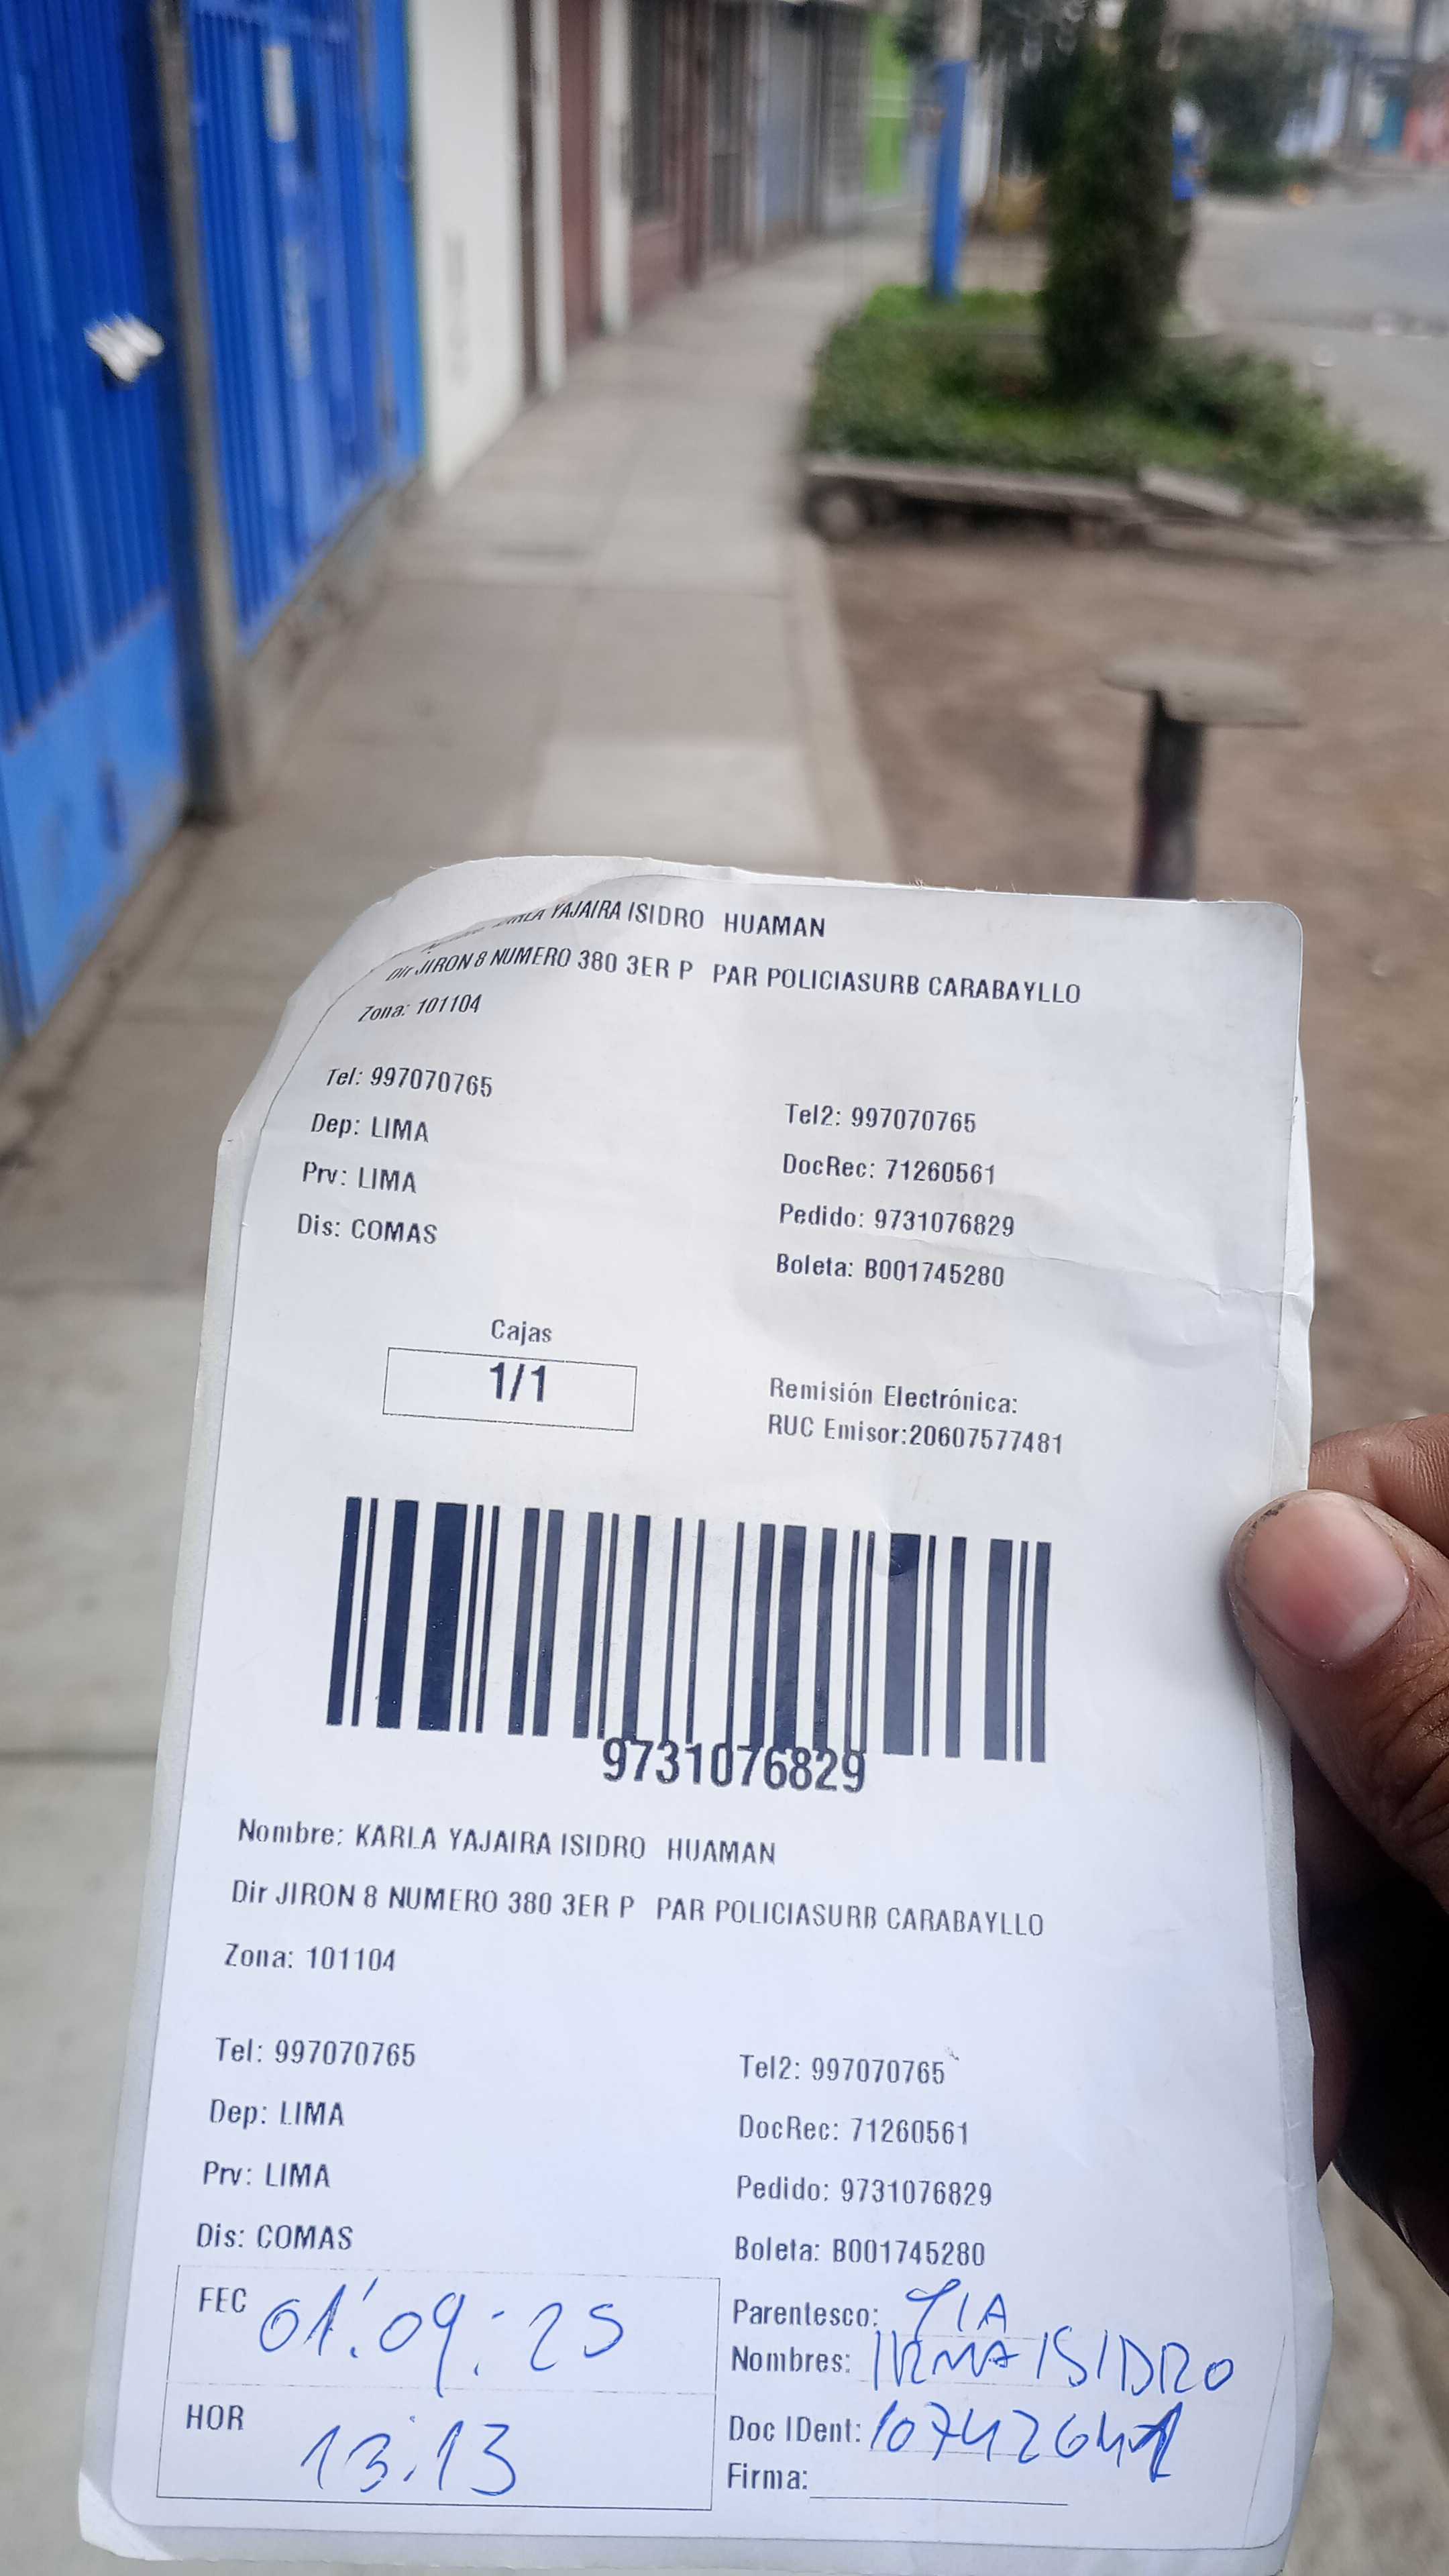 YAJAIRA ISIDRO HUAMAN
Dir JIRON 8 NUMERO 380 3ER P PAR POLICIASURB CARABAYLLO
Zona: 101104
Tel: 997070765
Tel2: 997070765
Dep: LIMA
DocRec: 71260561
Prv: LIMA
Pedido: 9731076829
Dis: COMAS
Boleta: B001745280
Cajas
1/1
Remisión Electrónica:
RUC Emisor:20607577481
9731076829
Nombre: KARLA YAJAIRA ISIDRO HUAMAN
Dir JIRON 8 NUMERO 380 3ER P PAR POLICIASURB CARABAYLLO
Zona: 101104
Tel: 997070765
Tel2: 997070765
Dep: LIMA
DocRec: 71260561
Prv: LIMA
Pedido: 9731076829
Dis: COMAS
Boleta: B001745280
FEC 01.09.25
Parentesco: TIA
Nombres: IRMA ISIDRO
HOR 13.13
Doc IDent:
Firma: